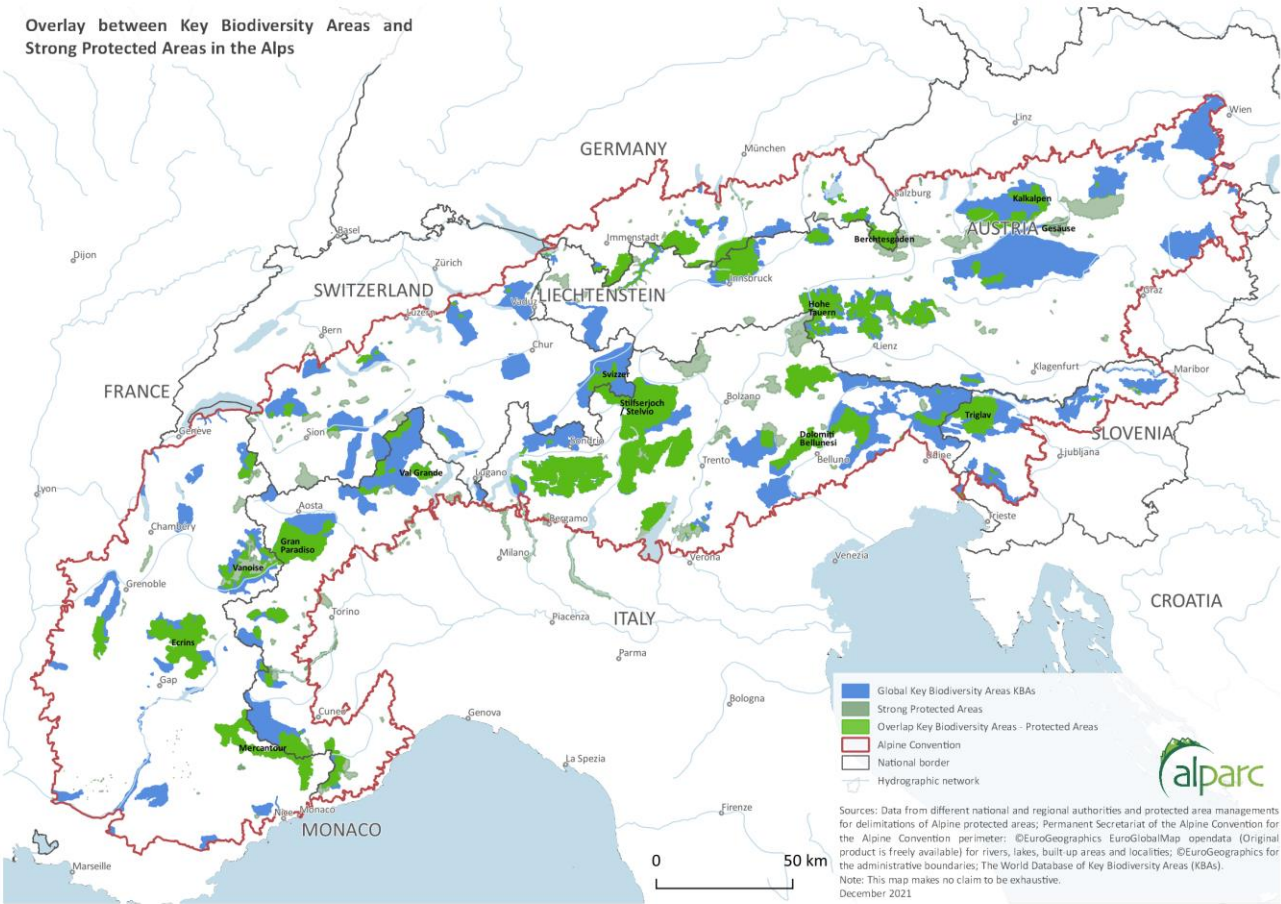 Overlay between Key Biodiversity Areas and
Strong Protected Areas in the Alps
Wien
Linz
GERMANY
München
Salzburg
Kalkalpen
AUSTRIA
Gesäuse
Basel
Immenstadt
Berchtesgaden
Dijon
Zürich
Innsbruck
SWITZERLAND
LIECHTENSTEIN
Vaduz
Luzern
Graz
Hohe
Tauern
Bern
Chur
Lienz
Klagenfurt
Maribor
Svizzer
FRANCE
Bolzano
Stilfserjoch
Stelvio
Triglav
Genève
Sion
Dolomiti
Bellunesi
SLOVENIA
Sondrio
Belluno
Udine
Ljubljana
Trento
Val Grande
Lugano
Lyon
Aosta
Bergamo
Trieste
Chambéry
Gran
Paradiso
Milano
Verona
Venezia
Vanoise
Grenoble
CROATIA
Torino
Piacenza
ITALY
Ecrins
Parma
Gap
Bologna
Cuneo
Genova
Mercantour
La Spezia
Nice
Monaco
MONACO
Firenze
Marseille
Global Key Biodiversity Areas KBAs
Strong Protected Areas
Overlap Key Biodiversity Areas - Protected Areas
Alpine Convention
National border
Hydrographic network
alparc
0 50 km
Sources: Data from different national and regional authorities and protected area managements
for delimitations of Alpine protected areas; Permanent Secretariat of the Alpine Convention for
the Alpine Convention perimeter: ©EuroGeographics EuroGlobalMap opendata (Original
product is freely available) for rivers, lakes, built-up areas and localities; ©EuroGeographics for
the administrative boundaries; The World Database of Key Biodiversity Areas (KBAs).
Note: This map makes no claim to be exhaustive.
December 2021